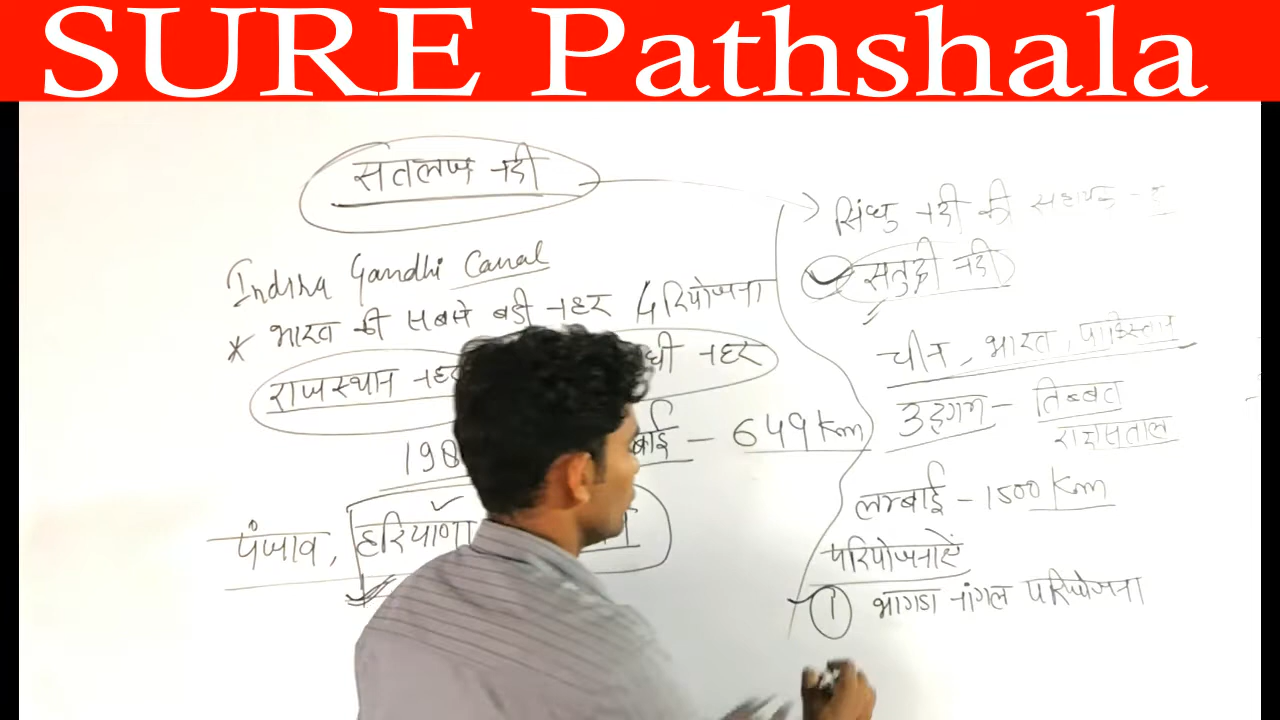 SURE Pathshala
सतलज नदी
Indira Gandhi Canal
* भारत की सबसे बडी नहर परियोजना
राजस्थान नहर
धी नहर
198
बाई - 649 Km
पंजाव, हरियाणा
सिंधु नदी की सहायक
सतुद्री नदी
चीन, भारत, पाकिस्तान
उद्गम - तिब्बत
लम्बाई - 1500 Km
परियोजनाएं
1 भागडा नांगल परियोजना